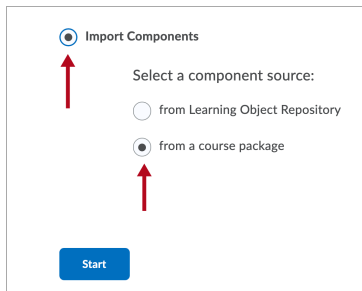 Import Components
Select a component source:
from Learning Object Repository
from a course package
Start